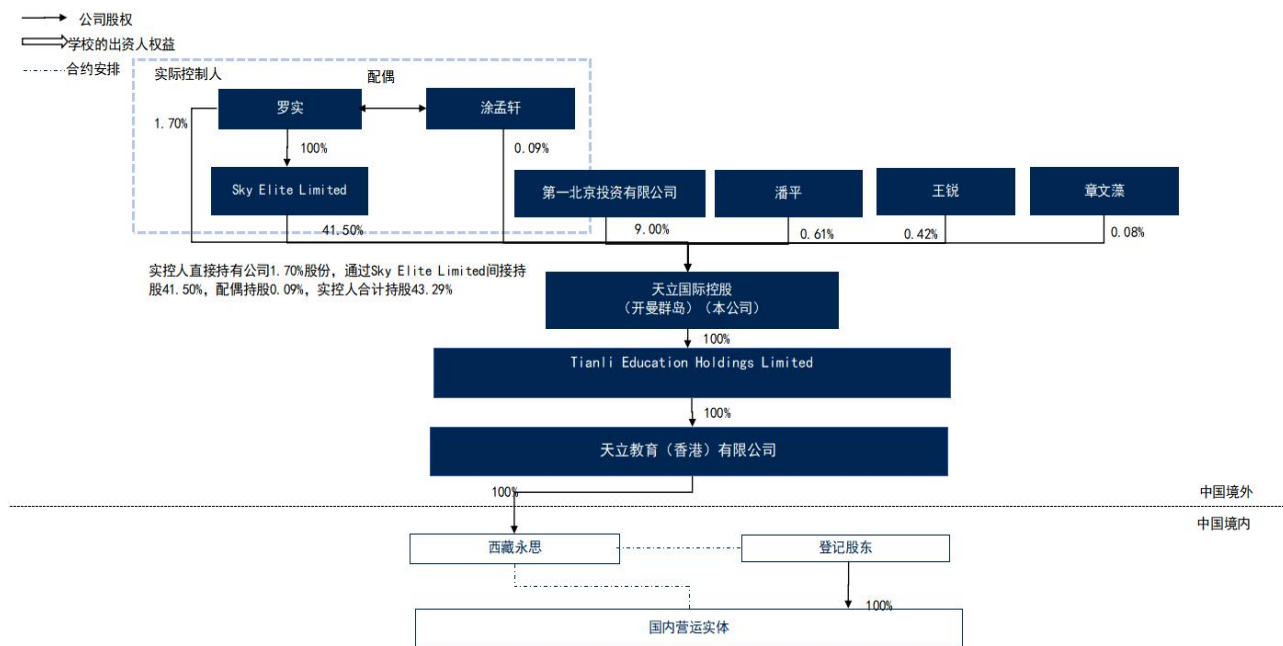 公司股权
学校的出资人权益
合约安排
实际控制人
配偶
罗实
涂孟轩
1.70%
100%
0.09%
Sky Elite Limited
第一北京投资有限公司
潘平
王锐
章文藻
41.50%
9.00%
0.61%
0.42%
0.08%
实控人直接持有公司1.70%股份，通过Sky Elite Limited间接持
股41.50%，配偶持股0.09%，实控人合计持股43.29%
天立国际控股
（开曼群岛）（本公司）
100%
Tianli Education Holdings Limited
100%
天立教育（香港）有限公司
100%
中国境外
中国境内
西藏永思
登记股东
100%
国内营运实体